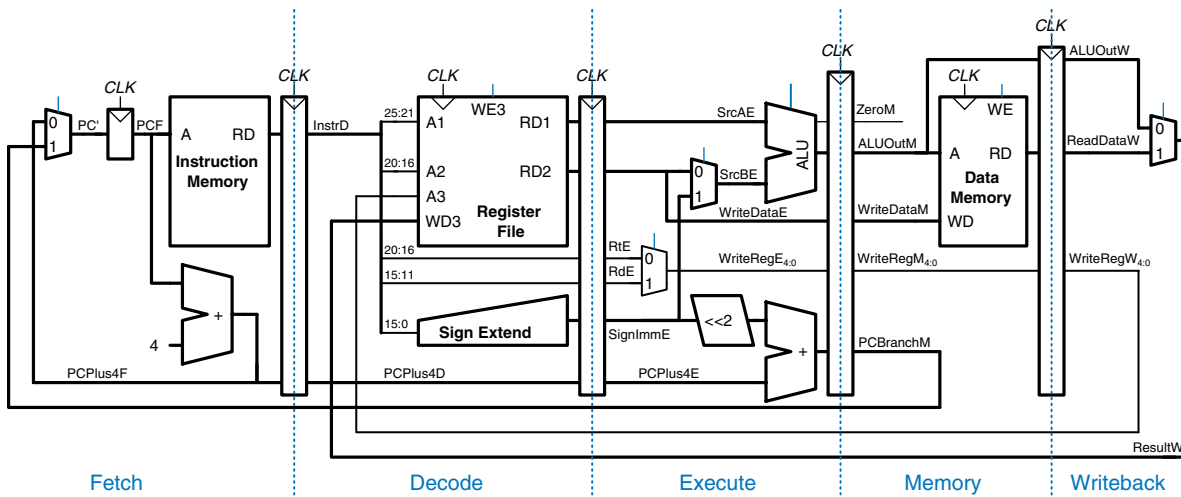 CLK
CLK
CLK
CLK
CLK
CLK
CLK
ALUOutW
0
1
PC'
PCF
A
RD
Instruction
Memory
InstrD
25:21
20:16
A1
A2
A3
WD3
WE3
RD1
RD2
Register
File
SrcAE
0
1
SrcBE
ALU
WriteDataE
ZeroM
ALUOutM
WriteDataM
A
RD
WE
Data
Memory
WD
ReadDataW
0
1
20:16
15:11
15:0
RtE
RdE
0
1
WriteRegE4:0
WriteRegM4:0
WriteRegW4:0
Sign Extend
SignImmE
<<2
+
4
+
PCBranchM
PCPlus4F
PCPlus4D
PCPlus4E
ResultW
Fetch
Decode
Execute
Memory
Writeback